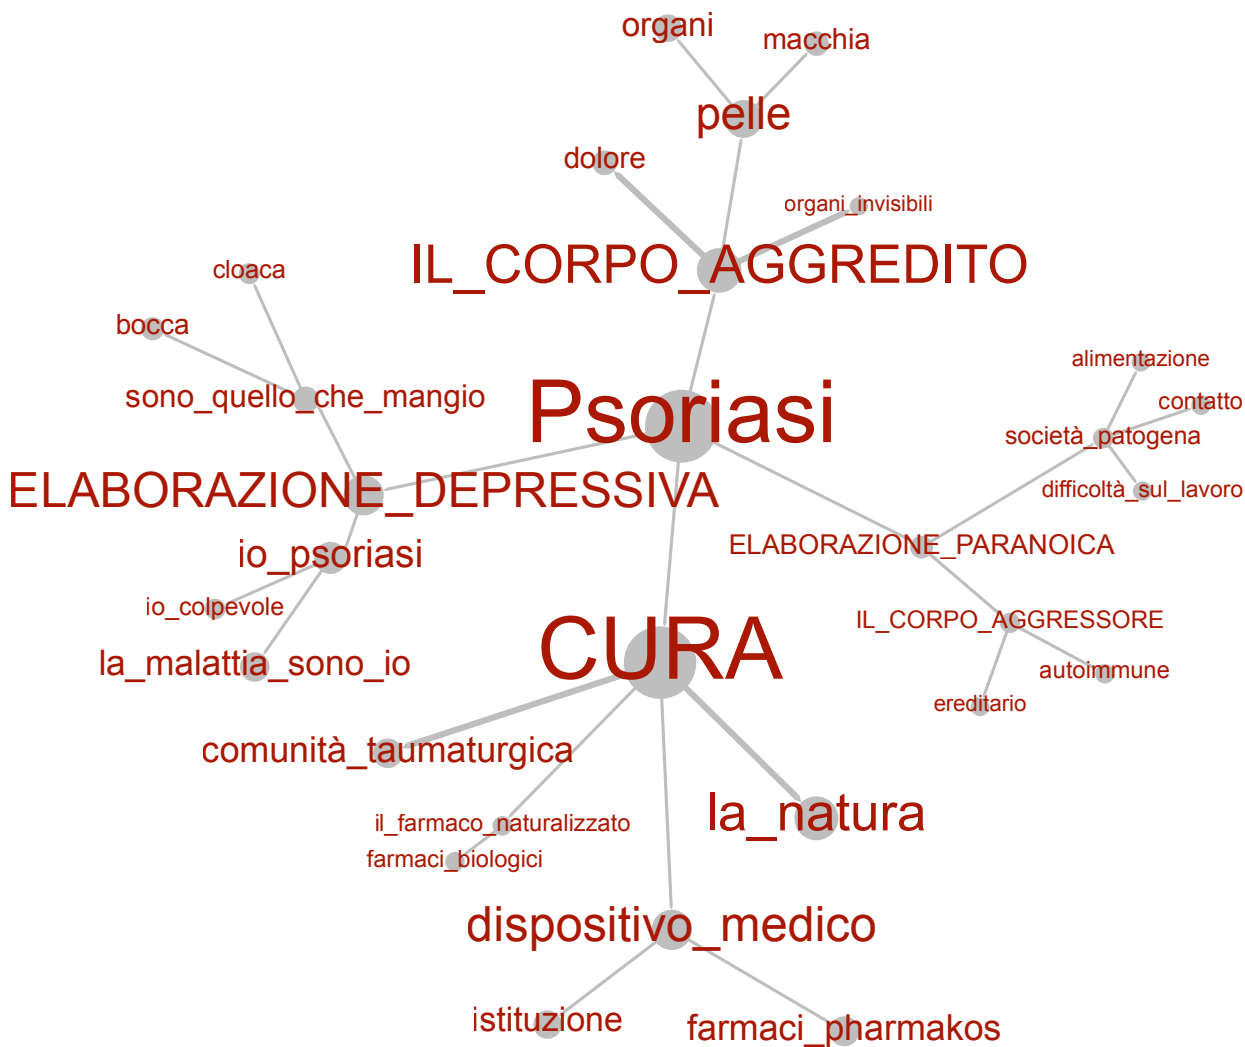 organi
macchia
pelle
dolore
organi_invisibili
IL_CORPO_AGGREDITO
cloaca
bocca
sono_quello_che_mangio
Psoriasi
alimentazione
contatto
società_patogena
difficoltà_sul_lavoro
ELABORAZIONE_DEPRESSIVA
ELABORAZIONE_PARANOICA
io_psoriasi
io_colpevole
la_malattia_sono_io
IL_CORPO_AGGRESSORE
autoimmune
ereditario
CURA
comunità_taumaturgica
la_natura
il_farmaco_naturalizzato
farmaci_biologici
dispositivo_medico
istituzione
farmaci_pharmakos